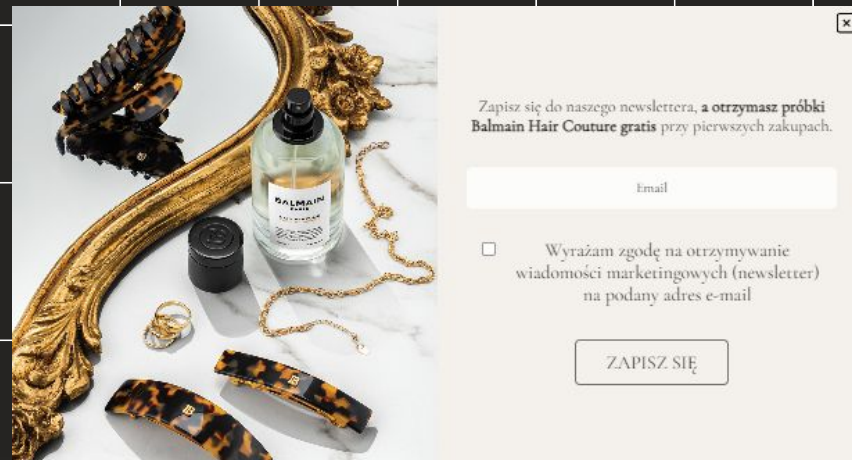 Zapisz się do naszego newslettera, a otrzymasz próbki
Balmain Hair Couture gratis przy pierwszych zakupach.
Email
Wyrażam zgodę na otrzymywanie
wiadomości marketingowych (newsletter)
na podany adres e-mail
ZAPISZ SIĘ
BALMAIN
PARIS